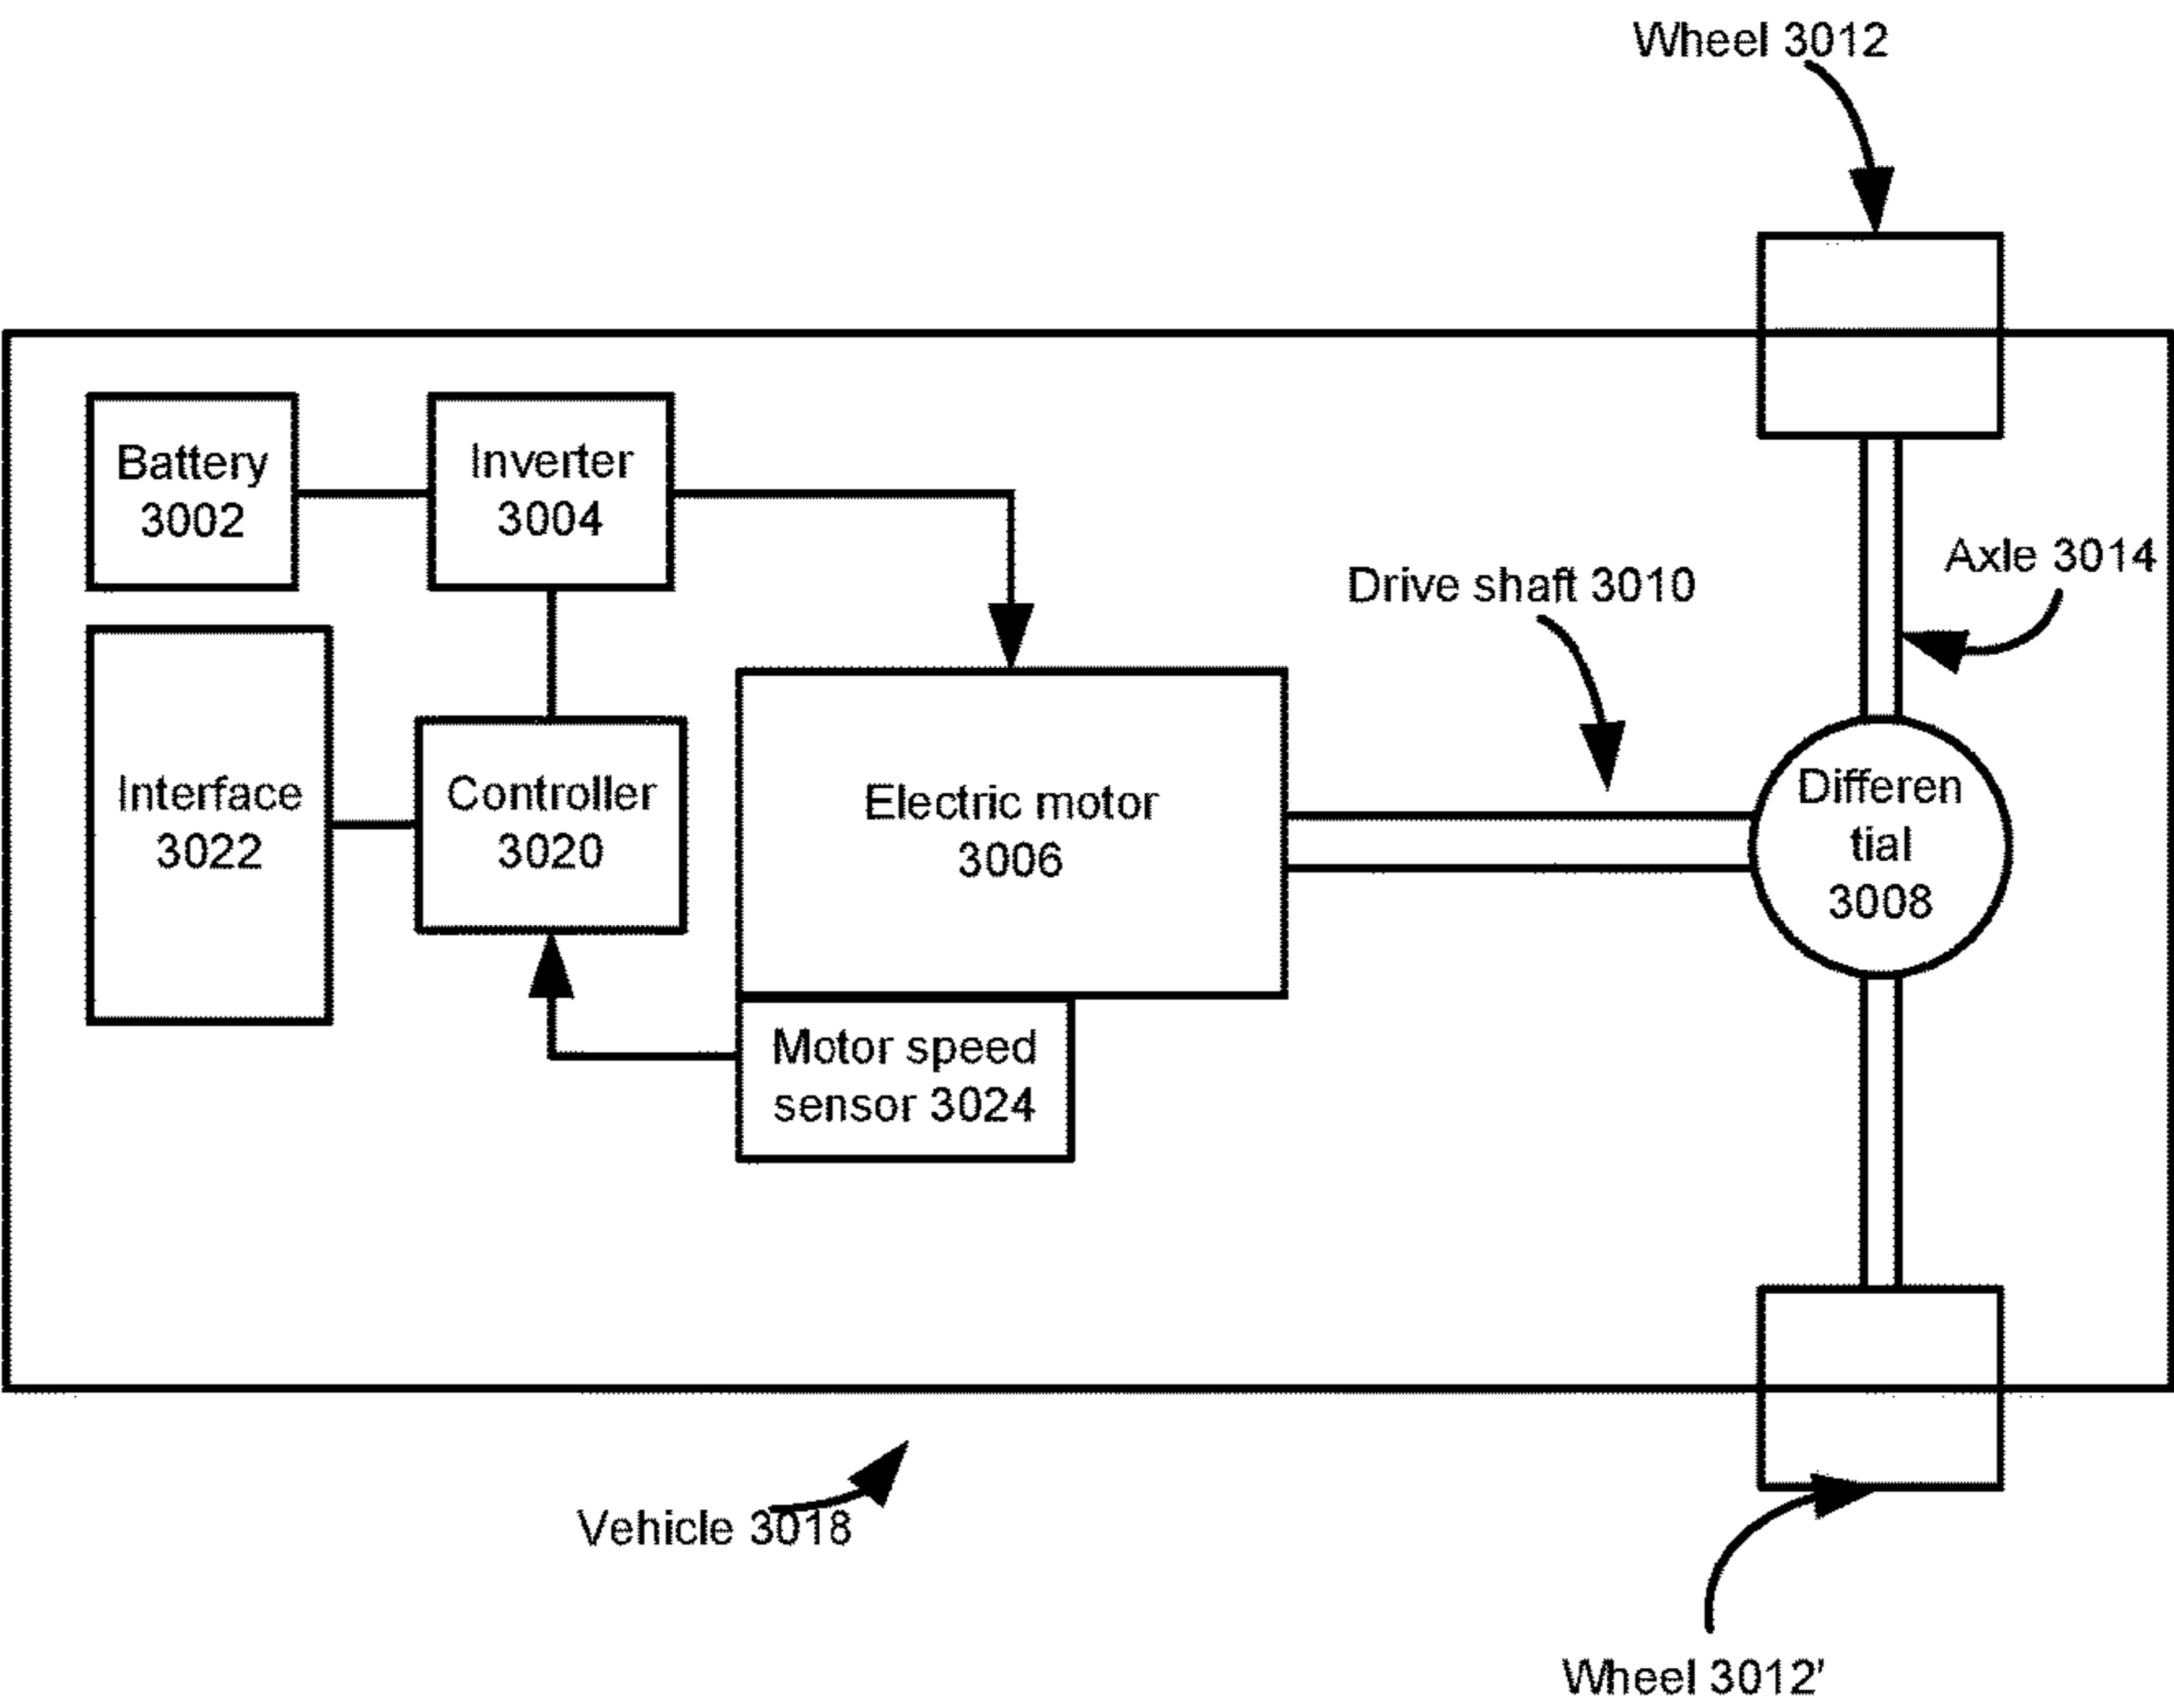 Wheel 3012
Battery
3002
Inverter
3004
Axle 3014
Drive shaft 3010
Interface
3022
Controller
3020
Electric motor
3006
Differen
tial
3008
Motor speed
sensor 3024
Vehicle 3018
Wheel 3012'